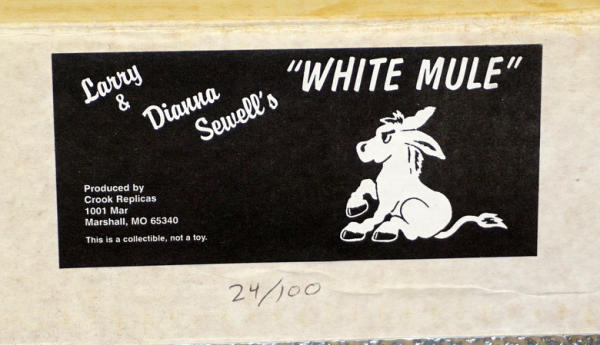 Larry
&
Dianna
Sewell's
"WHITE MULE"
Produced by
Crook Replicas
1001 Mar
Marshall, MO 65340
This is a collectible, not a toy.
24/100